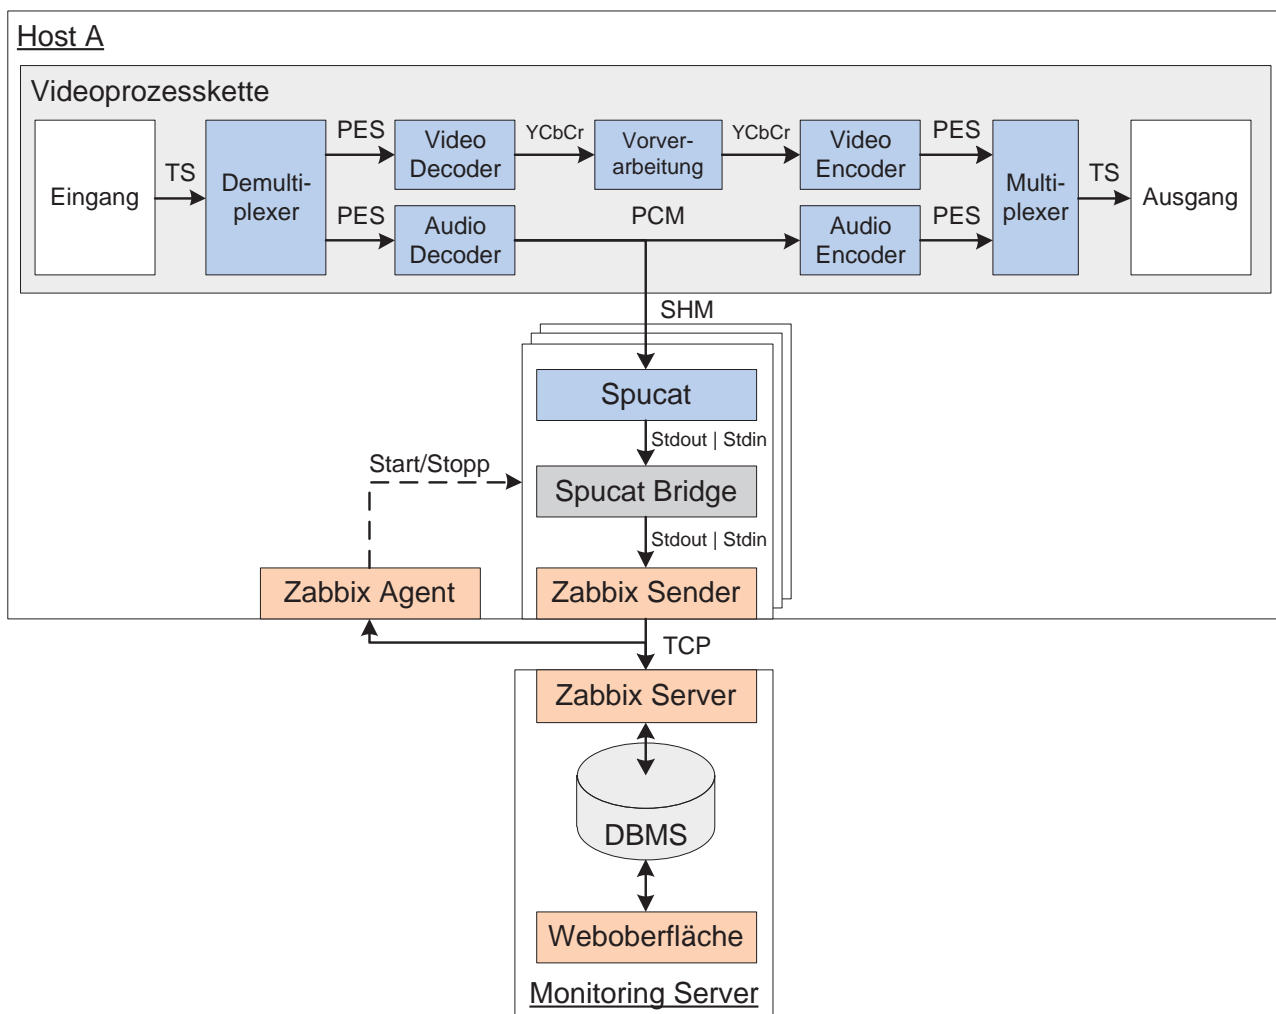 Host A
Videoprozesskette
Eingang
TS
Demulti-
plexer
PES
Video
Decoder
YCbCr
Vorver-
arbeitung
YCbCr
Video
Encoder
PES
PES
Audio
Decoder
PCM
Audio
Encoder
PES
Multi-
plexer
TS
Ausgang
SHM
Spucat
Stdout | Stdin
Start/Stopp
Spucat Bridge
Stdout | Stdin
Zabbix Agent
Zabbix Sender
TCP
Zabbix Server
DBMS
Weboberfläche
Monitoring Server